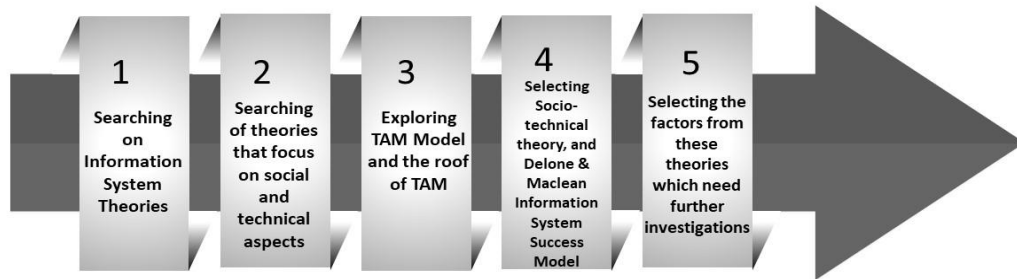 1
Searching
on
Information
System
Theories
2
Searching
of theories
that focus
on social
and
technical
aspects
3
Exploring
TAM Model
and the roof
of TAM
4
Selecting
Socio-
technical
theory, and
Delone &
Maclean
Information
System
Success
Model
5
Selecting the
factors from
these
theories
which need
further
investigations